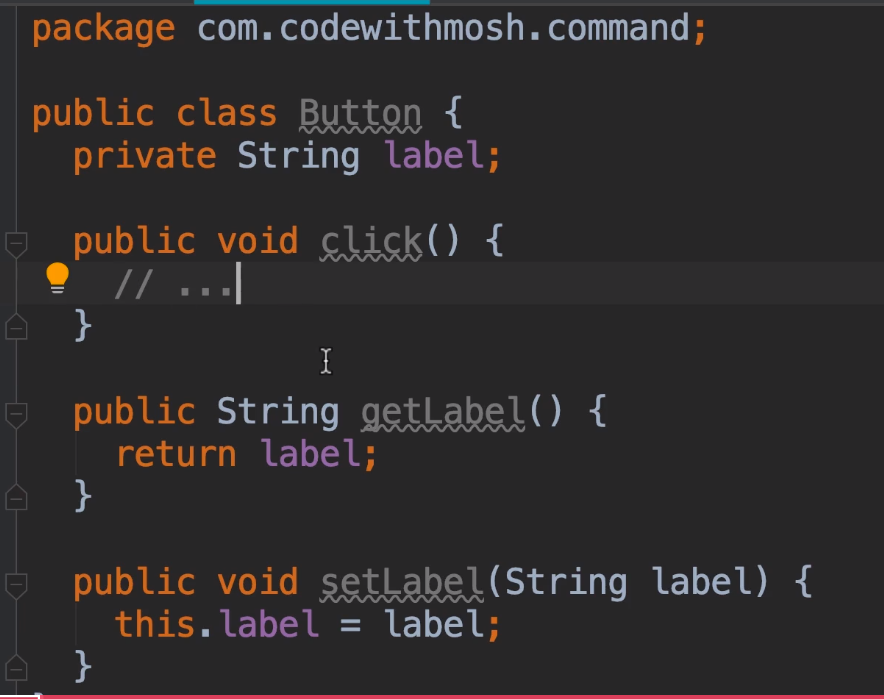 package com.codewithmosh.command;
public class Button {
private String label;
public void click() {
// ...
}
public String getLabel() {
return label;
}
public void setLabel(String label) {
this.label = label;
}